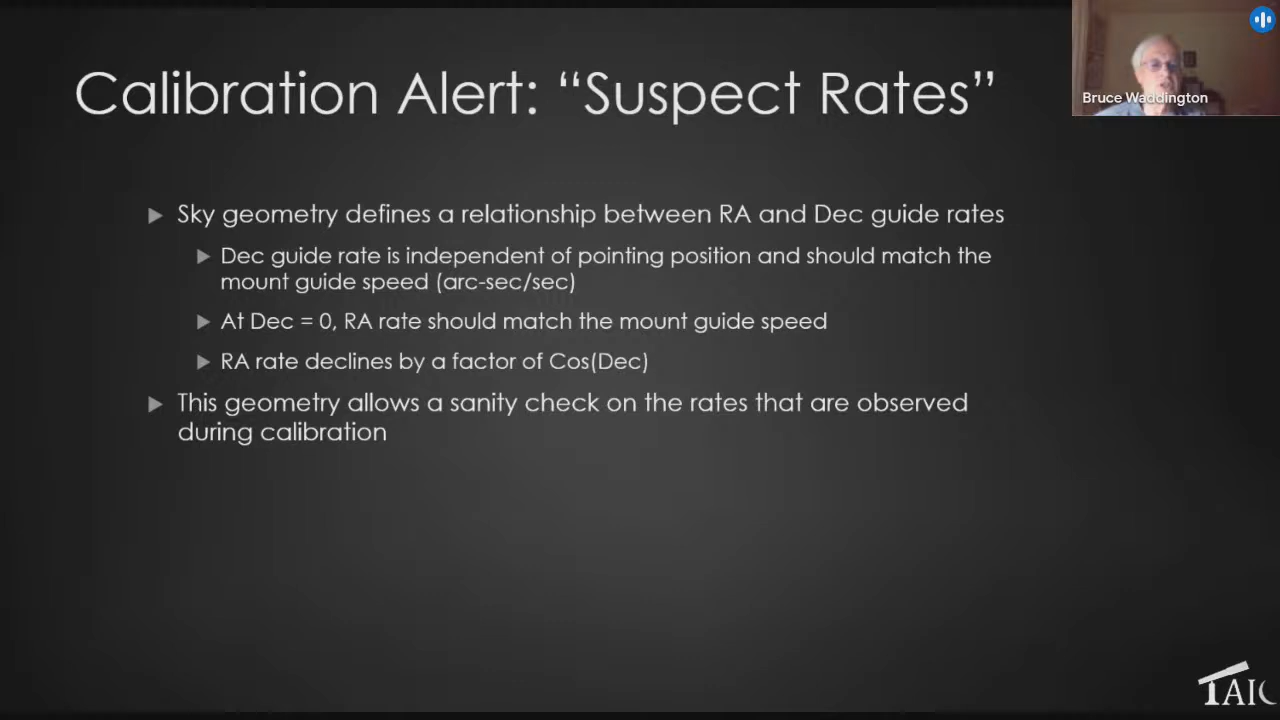 Calibration Alert: “Suspect Rates”
Bruce Waddington
Sky geometry defines a relationship between RA and Dec guide rates
Dec guide rate is independent of pointing position and should match the
mount guide speed (arc-sec/sec)
At Dec = 0, RA rate should match the mount guide speed
RA rate declines by a factor of Cos(Dec)
This geometry allows a sanity check on the rates that are observed
during calibration
TAIC